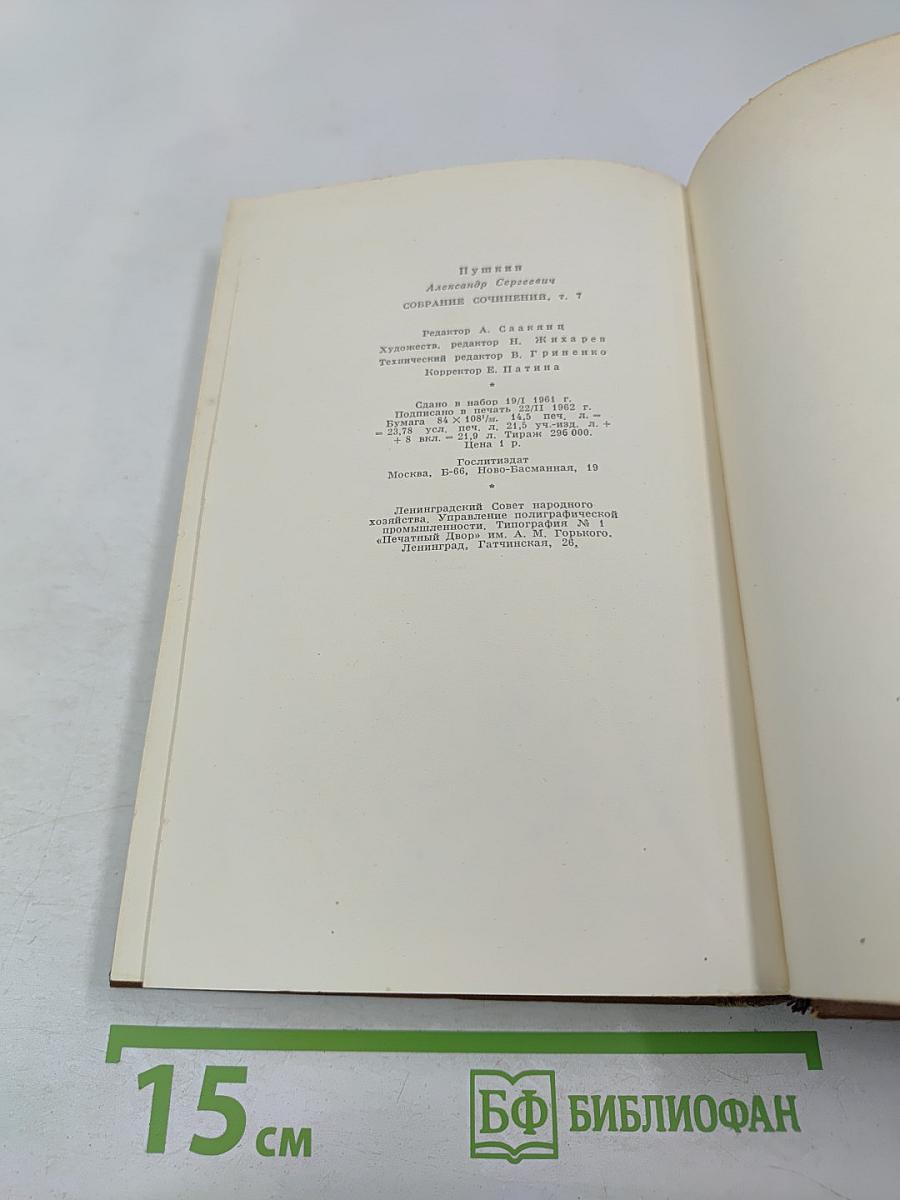 Пушкин
Александр Сергеевич
СОБРАНИЕ СОЧИНЕНИЙ, т. 7
Редактор А. Саакянц
Художеств. редактор Н. Жихарев
Технический редактор В. Гриненко
Корректор Е. Патина
*
Сдано в набор 19/I 1961 г.
Подписано в печать 22/II 1962 г.
Бумага 84 × 108¹/₃₂. 14,5 печ. л. =
= 23,78 усл. печ. л. 21,5 уч.-изд. л. +
+ 8 вкл. = 21,9 л. Тираж 296 000.
Цена 1 р.
Гослитиздат
Москва, Б-66, Ново-Басманная, 19
*
Ленинградский Совет народного
хозяйства. Управление полиграфической
промышленности. Типография № 1
«Печатный Двор» им. А. М. Горького.
Ленинград, Гатчинская, 26.
15 см
БФ БИБЛИОФАН